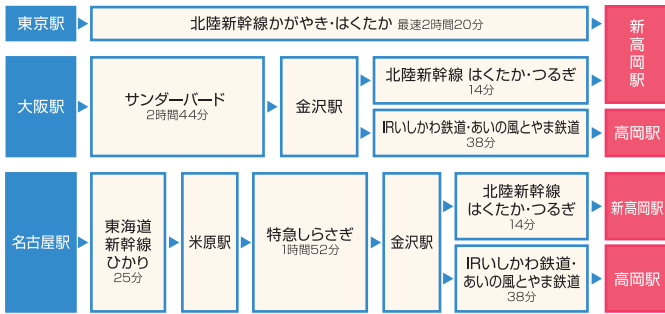 東京駅
北陸新幹線かがやき・はくたか 最速2時間20分
新高岡駅
大阪駅
サンダーバード
2時間44分
金沢駅
北陸新幹線 はくたか・つるぎ
14分
IRいしかわ鉄道・あいの風とやま鉄道
38分
高岡駅
名古屋駅
東海道
新幹線
ひかり
25分
米原駅
特急しらさぎ
1時間52分
金沢駅
北陸新幹線
はくたか・つるぎ
14分
新高岡駅
IRいしかわ鉄道・
あいの風とやま鉄道
38分
高岡駅